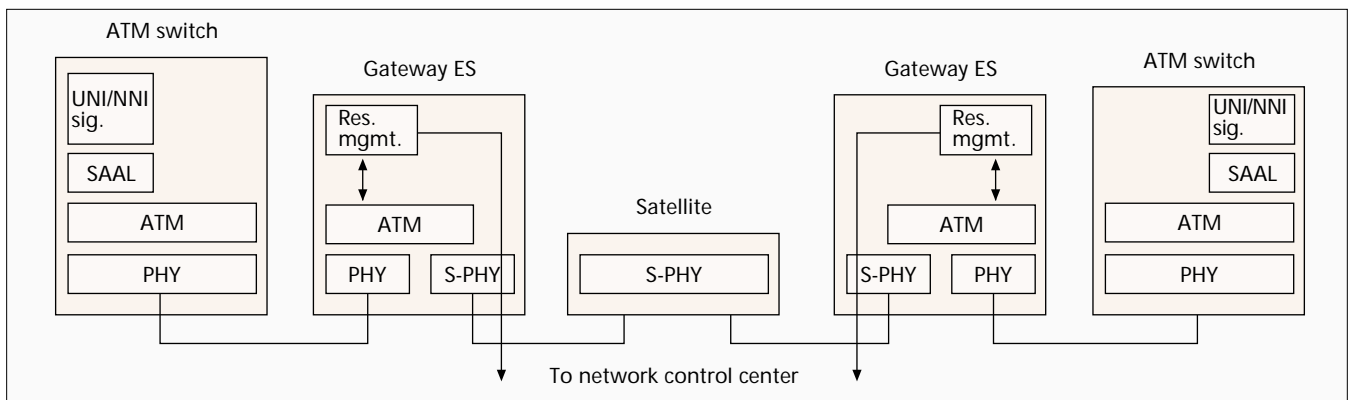 ATM switch
UNI/NNI
sig.
SAAL
ATM
PHY
Gateway ES
Res.
mgmt.
ATM
PHY
S-PHY
Satellite
S-PHY
Gateway ES
Res.
mgmt.
ATM
S-PHY
PHY
ATM switch
UNI/NNI
sig.
SAAL
ATM
PHY
To network control center